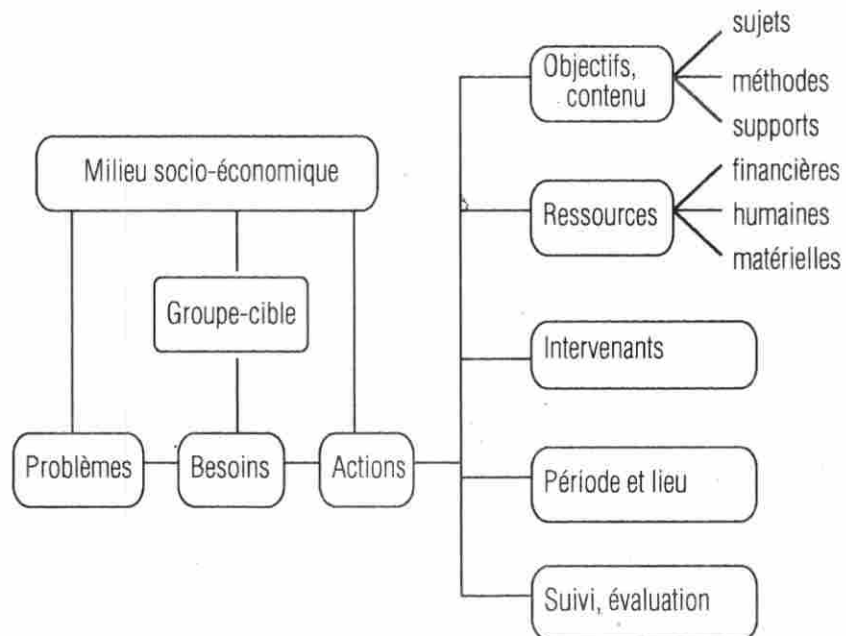 sujets
Objectifs,
contenu
méthodes
supports
Milieu socio-économique
financières
Ressources
humaines
matérielles
Groupe-cible
Intervenants
Problèmes
Besoins
Actions
Période et lieu
Suivi, évaluation